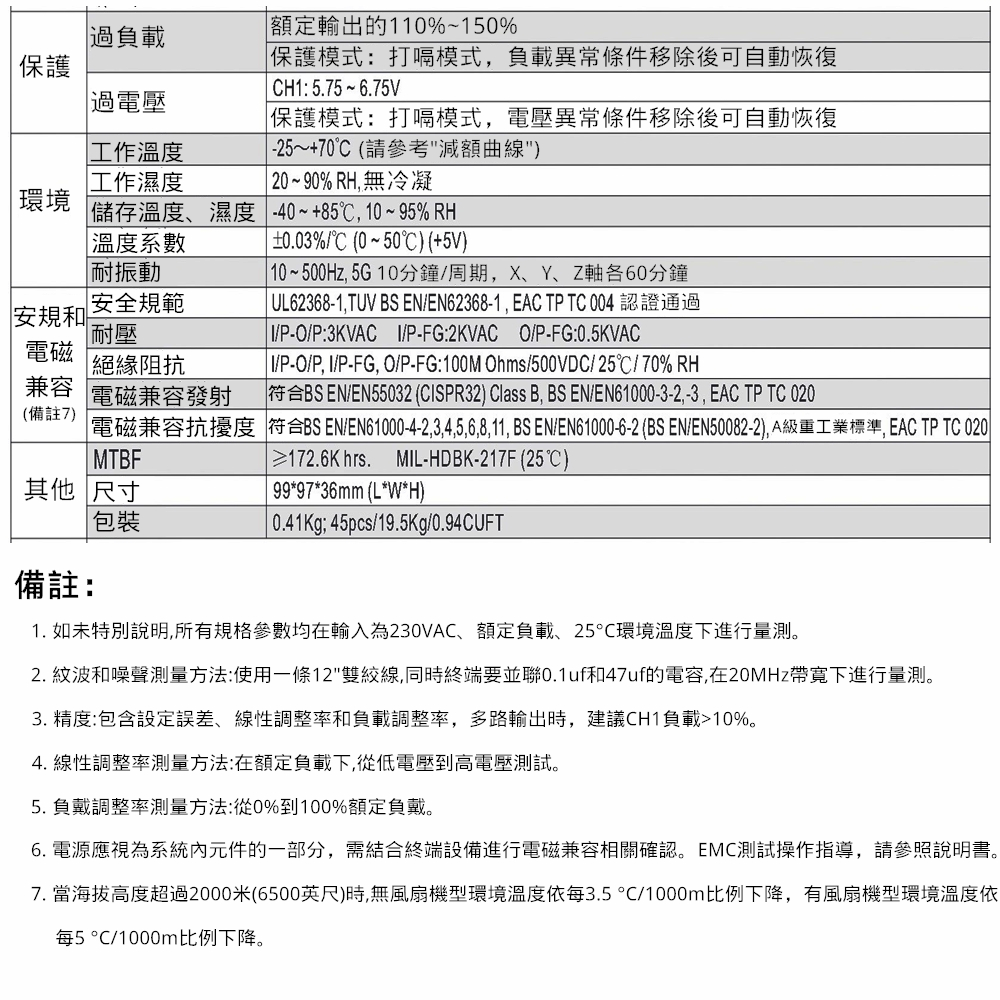 保護
過負載
額定輸出的110%~150%
保護模式：打嗝模式，負載異常條件移除後可自動恢復
過電壓
CH1: 5.75 ~ 6.75V
保護模式：打嗝模式，電壓異常條件移除後可自動恢復
環境
工作溫度
-25～+70℃ (請參考"減額曲線")
工作濕度
20 ~ 90% RH,無冷凝
儲存溫度、濕度
-40 ~ +85℃, 10 ~ 95% RH
溫度系數
±0.03%/℃ (0 ~ 50℃) (+5V)
耐振動
10 ~ 500Hz, 5G 10分鐘/周期，X、Y、Z軸各60分鐘
安規和
電磁
兼容
(備註7)
安全規範
UL62368-1,TUV BS EN/EN62368-1 , EAC TP TC 004 認證通過
耐壓
I/P-O/P:3KVAC I/P-FG:2KVAC O/P-FG:0.5KVAC
絕緣阻抗
I/P-O/P, I/P-FG, O/P-FG:100M Ohms/500VDC/ 25℃/ 70% RH
電磁兼容發射
符合BS EN/EN55032 (CISPR32) Class B, BS EN/EN61000-3-2,-3 , EAC TP TC 020
電磁兼容抗擾度
符合BS EN/EN61000-4-2,3,4,5,6,8,11, BS EN/EN61000-6-2 (BS EN/EN50082-2), A級重工業標準, EAC TP TC 020
其他
MTBF
≥172.6K hrs. MIL-HDBK-217F (25℃)
尺寸
99*97*36mm (L*W*H)
包裝
0.41Kg; 45pcs/19.5Kg/0.94CUFT
備註：
1. 如未特別說明,所有規格參數均在輸入為230VAC、額定負載、25°C環境溫度下進行量測。
2. 紋波和噪聲測量方法:使用一條12"雙絞線,同時終端要並聯0.1uf和47uf的電容,在20MHz帶寬下進行量測。
3. 精度:包含設定誤差、線性調整率和負載調整率，多路輸出時，建議CH1負載>10%。
4. 線性調整率測量方法:在額定負載下,從低電壓到高電壓測試。
5. 負戴調整率測量方法:從0%到100%額定負戴。
6. 電源應視為系統內元件的一部分，需結合終端設備進行電磁兼容相關確認。EMC測試操作指導，請參照說明書。
7. 當海拔高度超過2000米(6500英尺)時,無風扇機型環境溫度依每3.5 °C/1000m比例下降，有風扇機型環境溫度依
每5 °C/1000m比例下降。